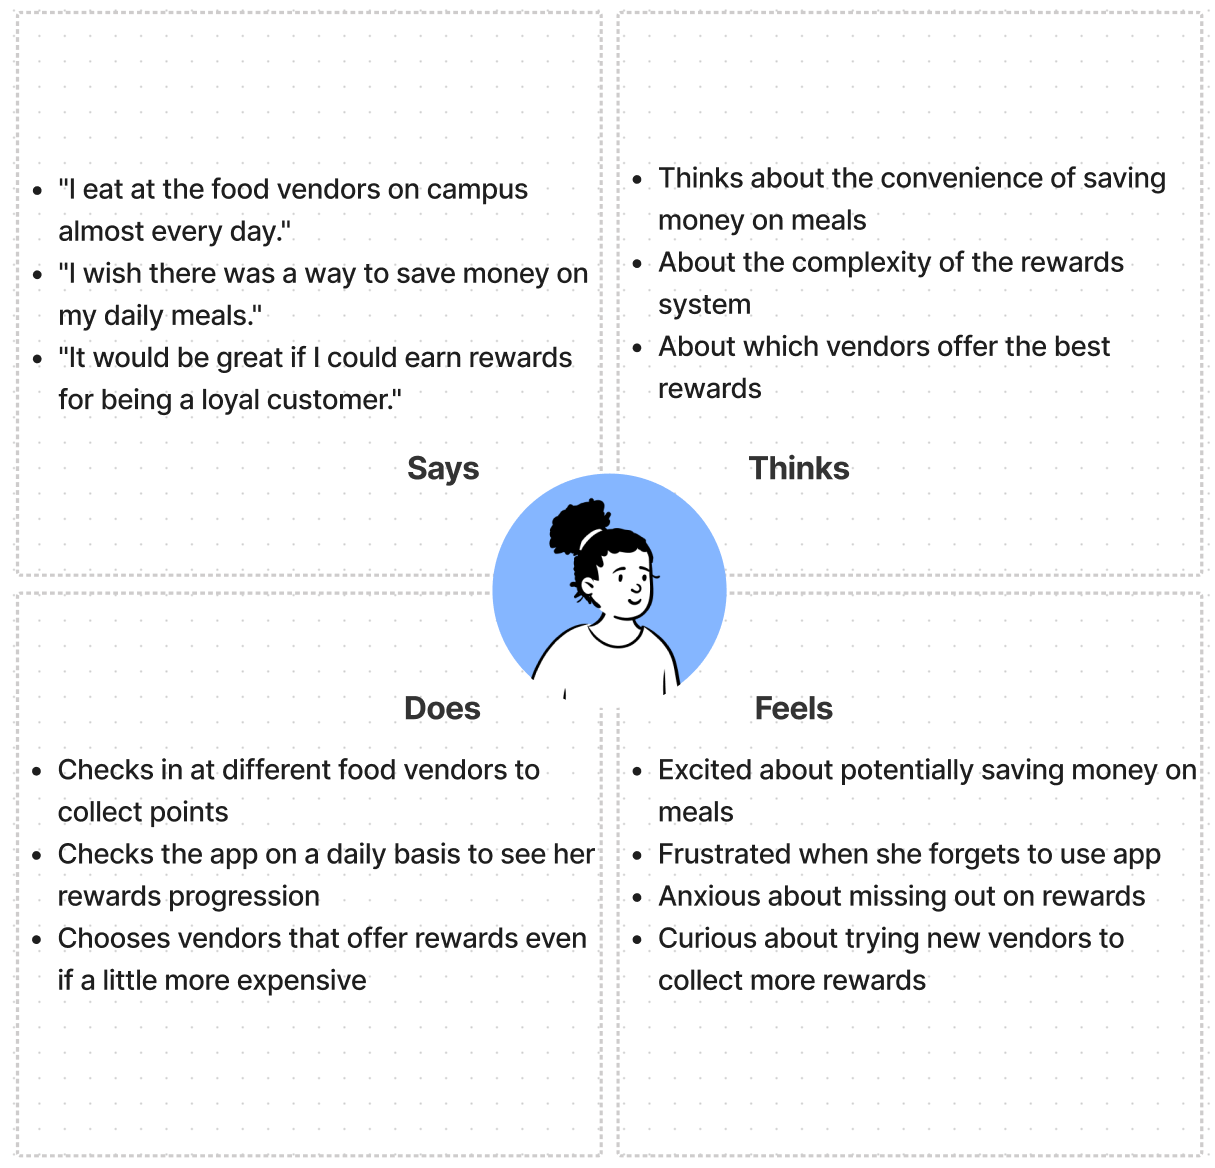 • "I eat at the food vendors on campus
almost every day."
• "I wish there was a way to save money on
my daily meals."
• "It would be great if I could earn rewards
for being a loyal customer."
Says
• Thinks about the convenience of saving
money on meals
• About the complexity of the rewards
system
• About which vendors offer the best
rewards
Thinks
Does
• Checks in at different food vendors to
collect points
• Checks the app on a daily basis to see her
rewards progression
• Chooses vendors that offer rewards even
if a little more expensive
Feels
• Excited about potentially saving money on
meals
• Frustrated when she forgets to use app
• Anxious about missing out on rewards
• Curious about trying new vendors to
collect more rewards